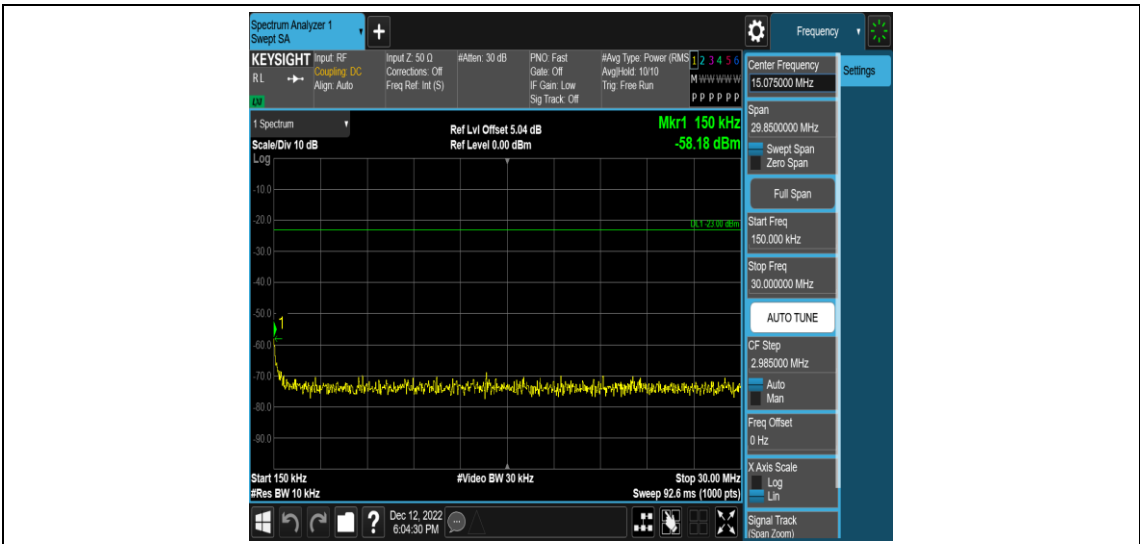 Spectrum Analyzer 1
Swept SA
+
Frequency
KEYSIGHT
RL
LXI
Input: RF
Coupling: DC
Align: Auto
Input Z: 50 Ω
Corrections: Off
Freq Ref: Int (S)
#Atten: 30 dB
PNO: Fast
Gate: Off
IF Gain: Low
Sig Track: Off
#Avg Type: Power (RMS
Avg|Hold: 10/10
Trig: Free Run
1 2 3 4 5 6
M W W W W W
P P P P P P
1 Spectrum
Scale/Div 10 dB
Log
Ref Lvl Offset 5.04 dB
Ref Level 0.00 dBm
Mkr1 150 kHz
-58.18 dBm
-10.0
-20.0
DL1 -23.00 dBm
-30.0
-40.0
-50.0
1
-60.0
-70.0
-80.0
-90.0
Start 150 kHz
#Res BW 10 kHz
#Video BW 30 kHz
Stop 30.00 MHz
Sweep 92.6 ms (1000 pts)
?
Dec 12, 2022
6:04:30 PM
Center Frequency
15.075000 MHz
Settings
Span
29.8500000 MHz
Swept Span
Zero Span
Full Span
Start Freq
150.000 kHz
Stop Freq
30.000000 MHz
AUTO TUNE
CF Step
2.985000 MHz
Auto
Man
Freq Offset
0 Hz
X Axis Scale
Log
Lin
Signal Track
(Span Zoom)